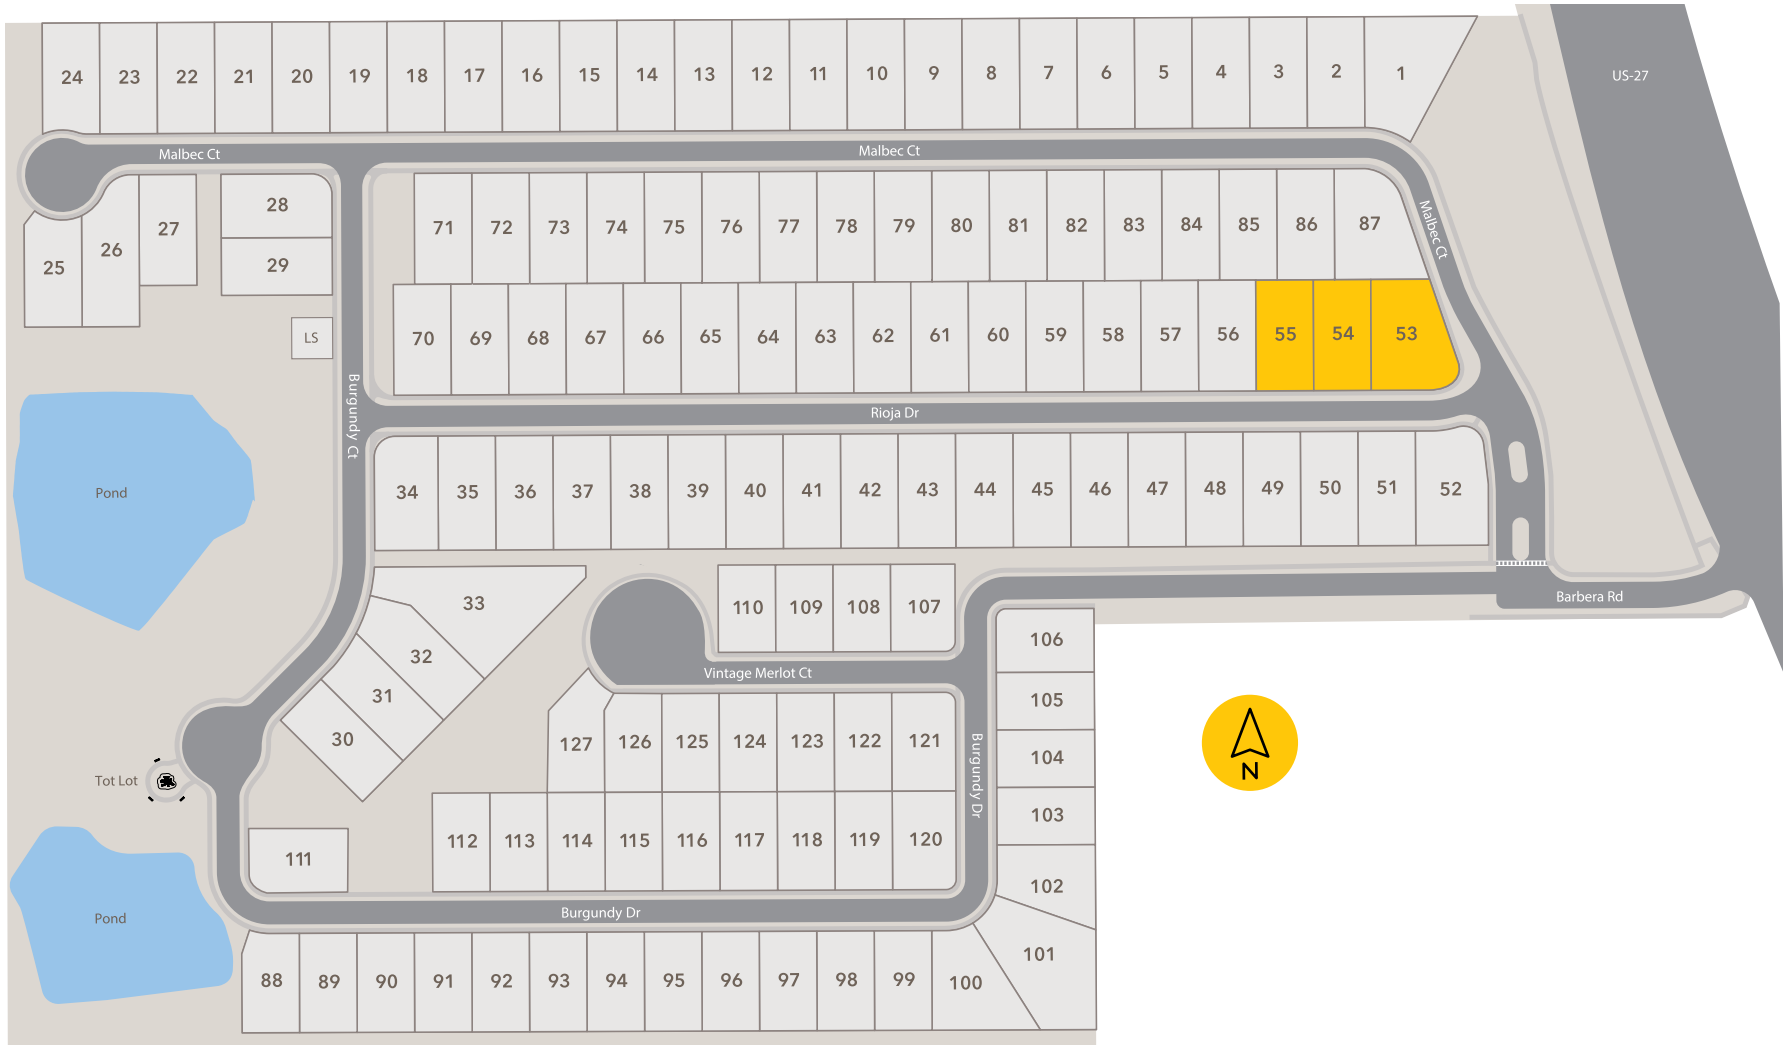 24 23 22 21 20 19 18 17 16 15 14 13 12 11 10 9 8 7 6 5 4 3 2 1
US-27
Malbec Ct
Malbec Ct
Malbec Ct
28
27
26
25
29
71 72 73 74 75 76 77 78 79 80 81 82 83 84 85 86 87
70 69 68 67 66 65 64 63 62 61 60 59 58 57 56 55 54 53
LS
Burgundy Ct
Rioja Dr
Pond
34 35 36 37 38 39 40 41 42 43 44 45 46 47 48 49 50 51 52
33
32
31
30
110 109 108 107
Barbera Rd
Vintage Merlot Ct
106
105
104
103
102
101
127 126 125 124 123 122 121
Burgundy Dr
N
Tot Lot
111
112 113 114 115 116 117 118 119 120
Burgundy Dr
Pond
88 89 90 91 92 93 94 95 96 97 98 99 100